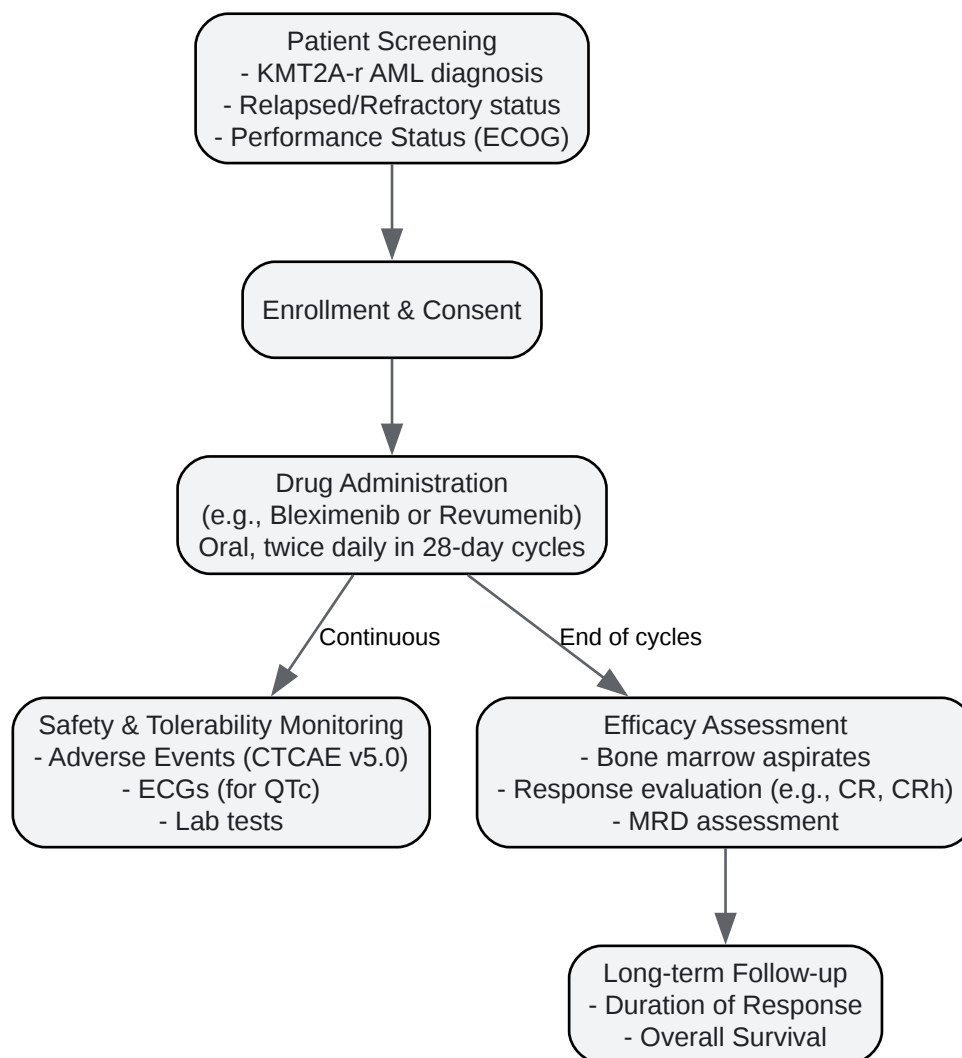 Patient Screening
- KMT2A-r AML diagnosis
- Relapsed/Refractory status
- Performance Status (ECOG)
Enrollment & Consent
Drug Administration
(e.g., Bleximenib or Revumenib)
Oral, twice daily in 28-day cycles
Continuous
End of cycles
Safety & Tolerability Monitoring
- Adverse Events (CTCAE v5.0)
- ECGs (for QTc)
- Lab tests
Efficacy Assessment
- Bone marrow aspirates
- Response evaluation (e.g., CR, CRh)
- MRD assessment
Long-term Follow-up
- Duration of Response
- Overall Survival